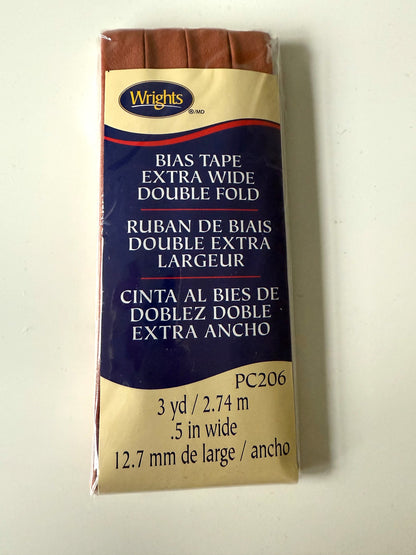 Wrights
®/MD
BIAS TAPE
EXTRA WIDE
DOUBLE FOLD
RUBAN DE BIAIS
DOUBLE EXTRA
LARGEUR
CINTA AL BIES DE
DOBLEZ DOBLE
EXTRA ANCHO
PC206
3 yd / 2.74 m
.5 in wide
12.7 mm de large / ancho